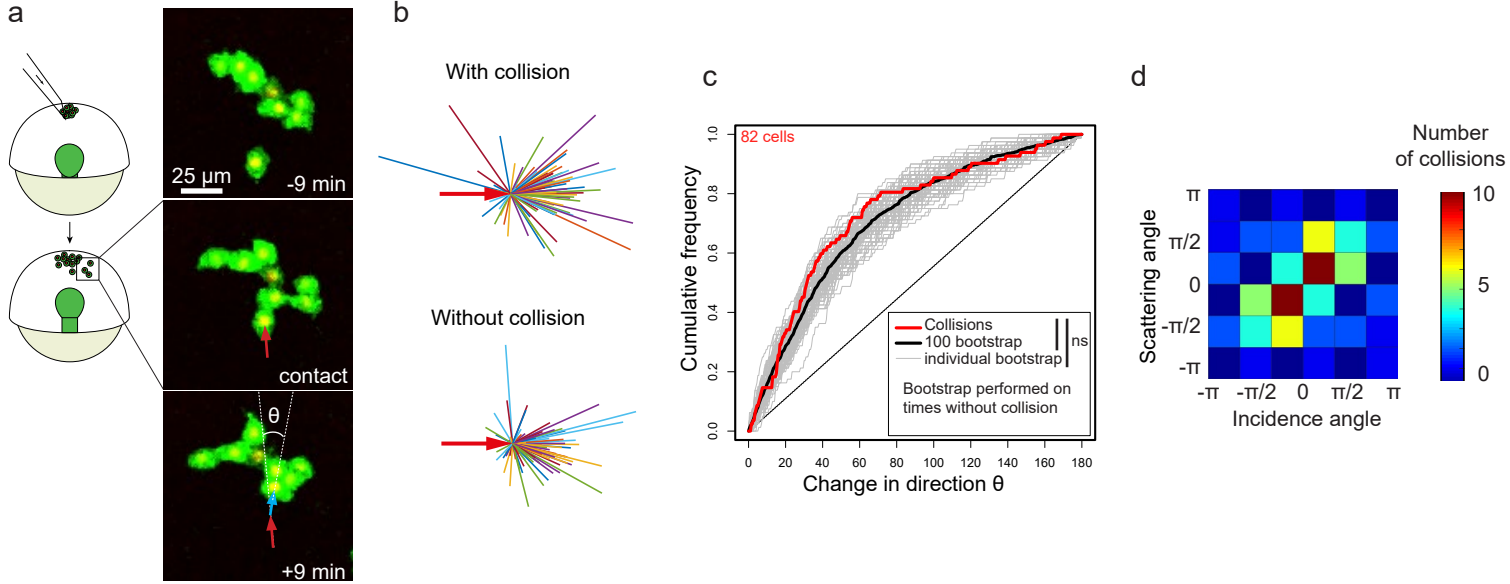 a
25 µm
-9 min
contact
θ
+9 min
b
With collision
Without collision
c
82 cells
Cumulative frequency
1.0
0.8
0.6
0.4
0.2
0.0
0
20
40
60
80
100
120
140
160
180
Change in direction θ
Collisions
100 bootstrap
individual bootstrap
ns
Bootstrap performed on
times without collision
d
Number
of collisions
10
5
0
Scattering angle
π
π/2
0
-π/2
-π
-π
-π/2
0
π/2
π
Incidence angle